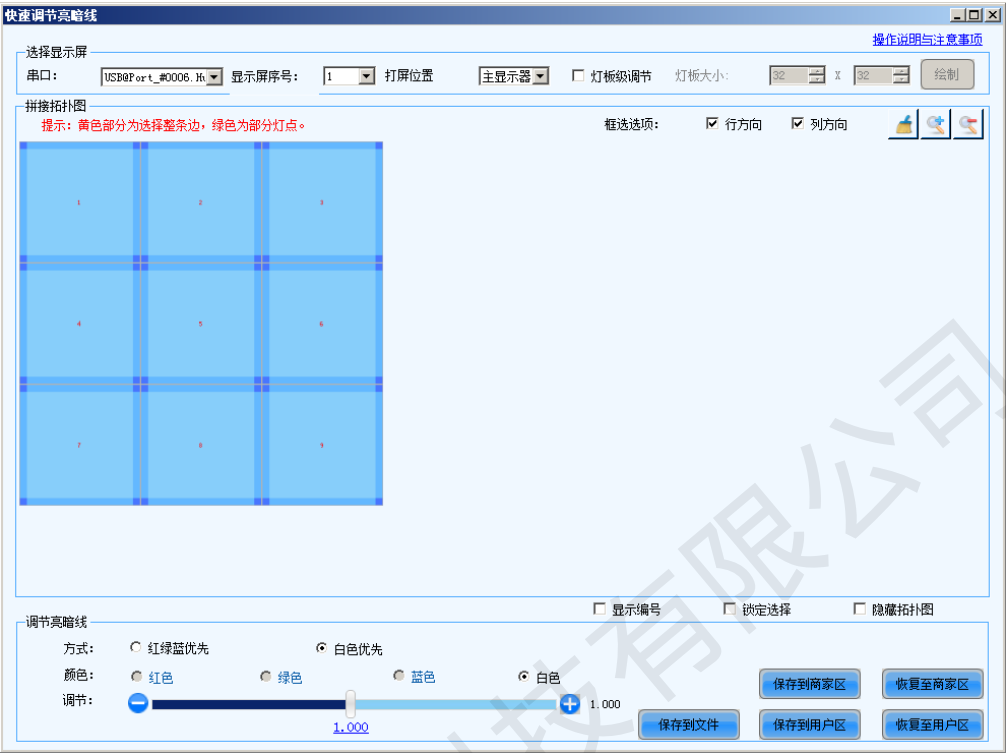 快速调节亮暗线
操作说明与注意事项
选择显示屏
串口： USB@Port_#0006.Hu 显示屏序号： 1 打屏位置 主显示器 灯板级调节 灯板大小： 32 X 32 绘制
拼接拓扑图
提示：黄色部分为选择整条边，绿色为部分灯点。 框选选项： 行方向 列方向
1 2 3
4 5 6
7 8 9
显示编号 锁定选择 隐藏拓扑图
调节亮暗线
方式： 红绿蓝优先 白色优先
颜色： 红色 绿色 蓝色 白色
保存到商家区 恢复至商家区
调节： 1.000
1.000
保存到文件 保存到用户区 恢复至用户区
技有限公司